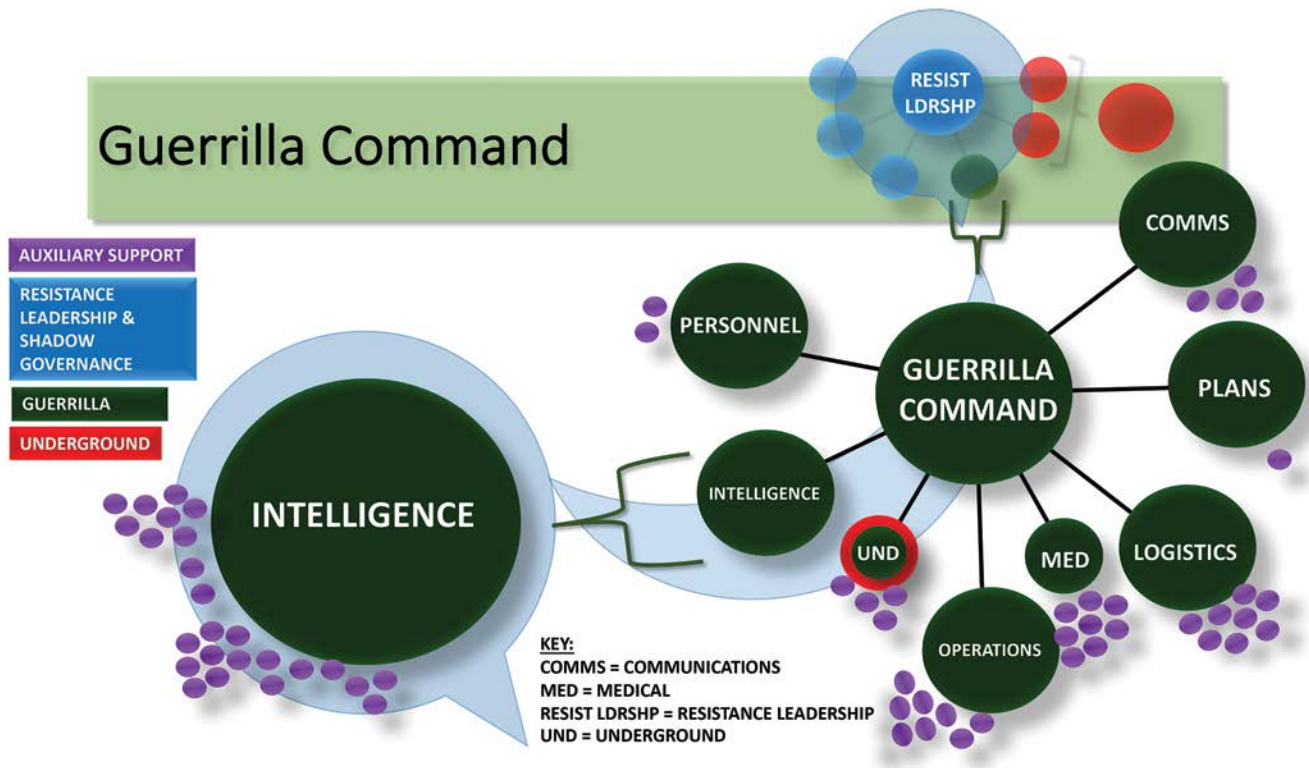 RESIST
LDRSHP
Guerrilla Command
COMMS
AUXILIARY SUPPORT
RESISTANCE
LEADERSHIP &
SHADOW
GOVERNANCE
GUERRILLA
UNDERGROUND
PERSONNEL
GUERRILLA
COMMAND
PLANS
INTELLIGENCE
INTELLIGENCE
UND
MED
LOGISTICS
OPERATIONS
KEY:
COMMS = COMMUNICATIONS
MED = MEDICAL
RESIST LDRSHP = RESISTANCE LEADERSHIP
UND = UNDERGROUND